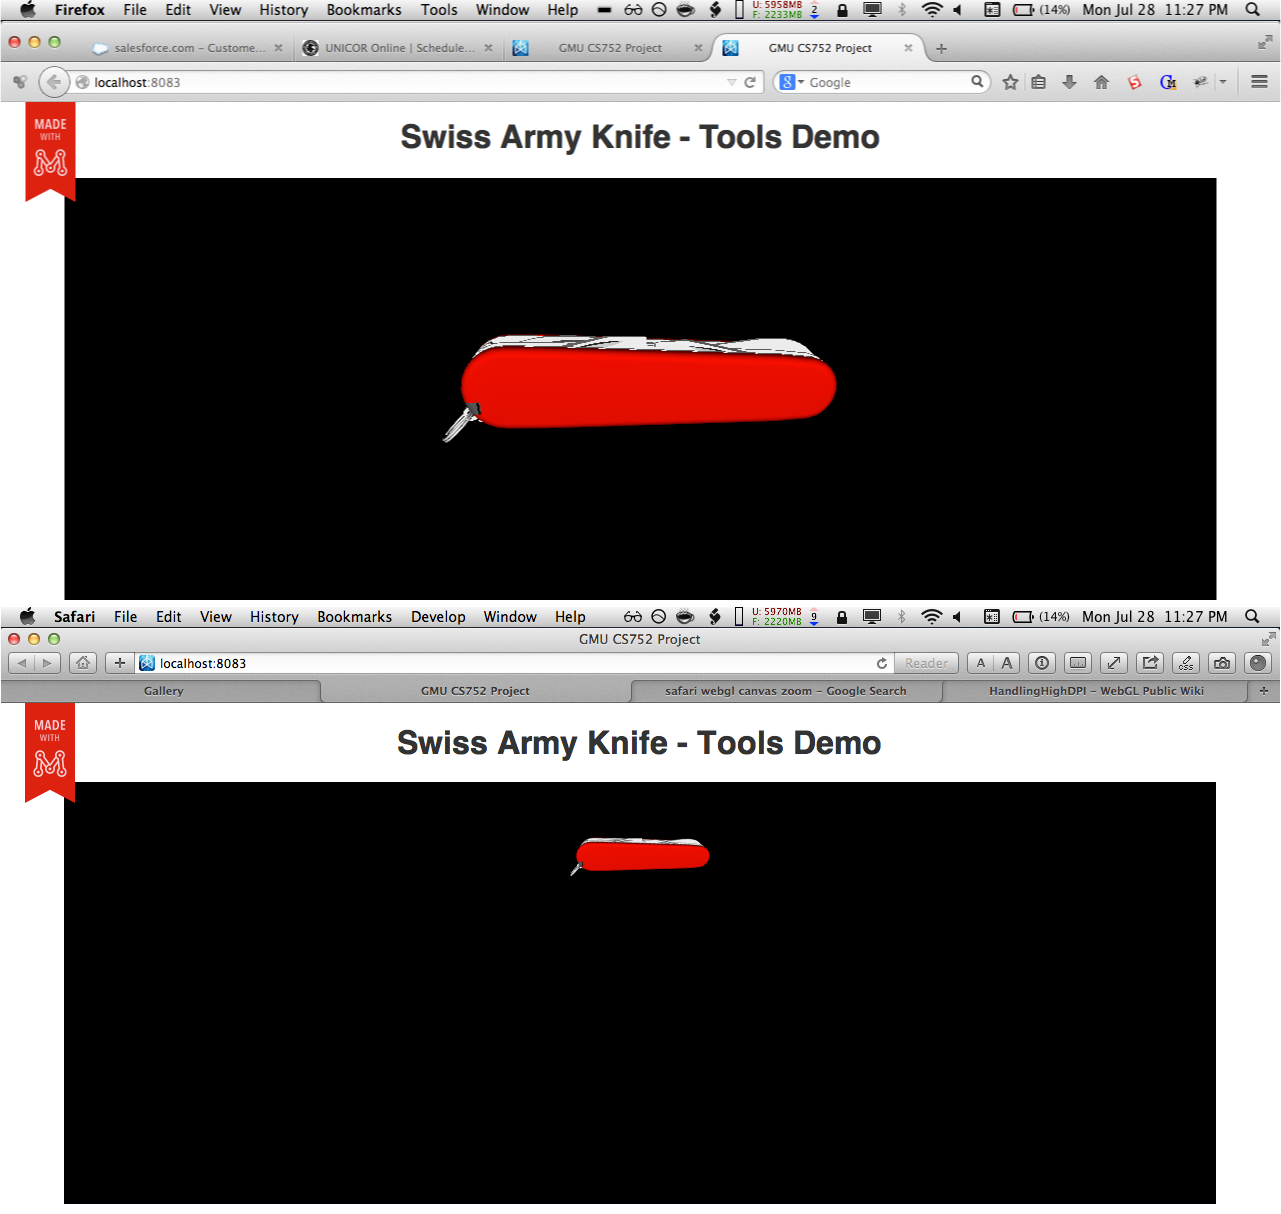 Firefox File Edit View History Bookmarks Tools Window Help U: 5958MB F: 2233MB 2 (14%) Mon Jul 28 11:27 PM
salesforce.com – Custome... UNICOR Online | Schedule... GMU CS752 Project GMU CS752 Project
localhost:8083 Google
MADE
WITH
Swiss Army Knife - Tools Demo
Safari File Edit View History Bookmarks Develop Window Help U: 5970MB F: 2220MB 9 (14%) Mon Jul 28 11:27 PM
GMU CS752 Project
localhost:8083 Reader A A css
Gallery GMU CS752 Project safari webgl canvas zoom – Google Search HandlingHighDPI – WebGL Public Wiki
MADE
WITH
Swiss Army Knife - Tools Demo